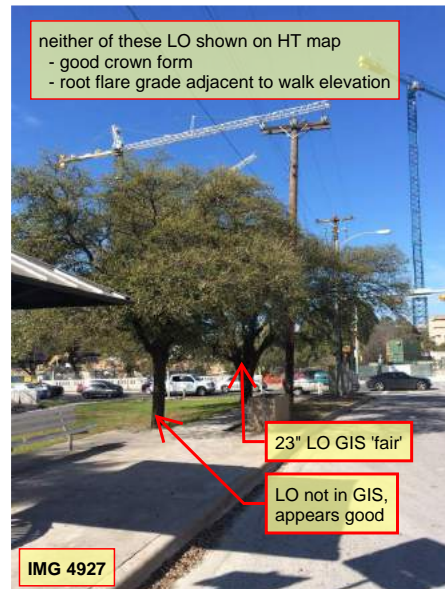 neither of these LO shown on HT map
- good crown form
- root flare grade adjacent to walk elevation
23" LO GIS 'fair'
LO not in GIS,
appears good
IMG 4927